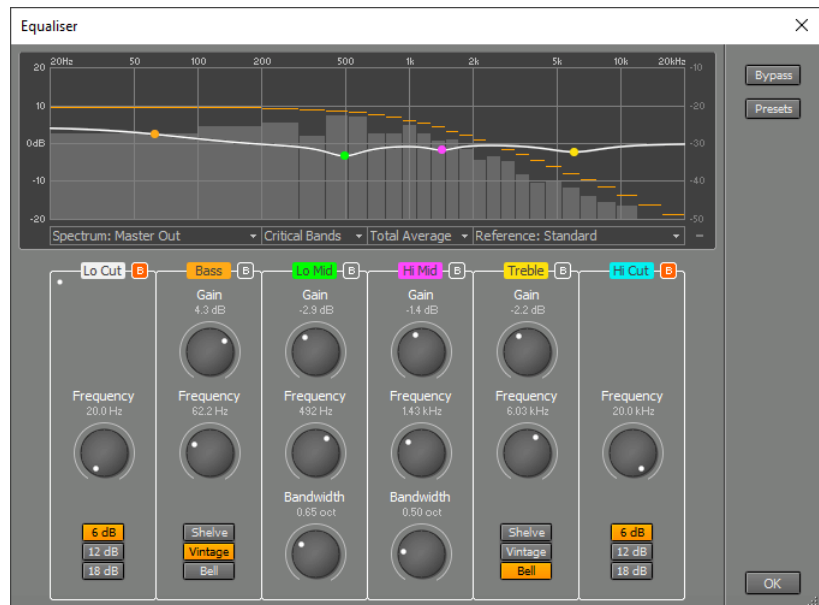 Equaliser
20Hz 50 100 200 500 1k 2k 5k 10k 20kHz
20 -10
10 -20
0dB -30
-10 -40
-20 -50
Spectrum: Master Out Critical Bands Total Average Reference: Standard
Bypass
Presets
Lo Cut B Bass B Lo Mid B Hi Mid B Treble B Hi Cut B
Gain Gain Gain Gain
4.3 dB -2.9 dB -1.4 dB -2.2 dB
Frequency Frequency Frequency Frequency Frequency Frequency
20.0 Hz 62.2 Hz 492 Hz 1.43 kHz 6.03 kHz 20.0 kHz
Bandwidth Bandwidth
0.65 oct 0.50 oct
6 dB Shelve Shelve 6 dB
12 dB Vintage Vintage 12 dB
18 dB Bell Bell 18 dB
OK